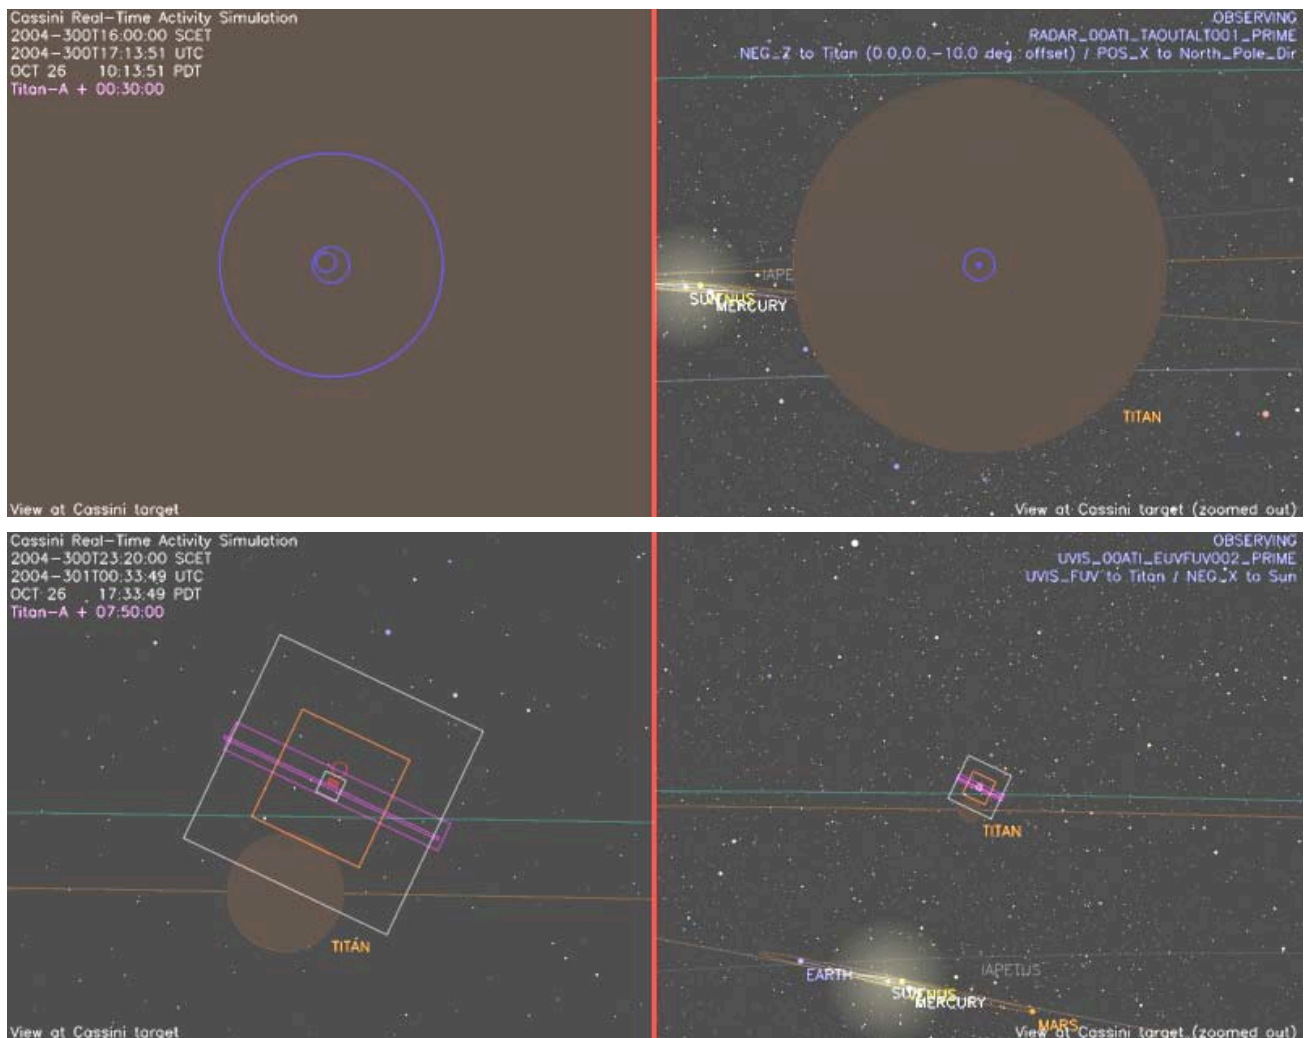 Cassini Real-Time Activity Simulation
2004-300T16:00:00 SCET
2004-300T17:13:51 UTC
OCT 26 10:13:51 PDT
Titan-A + 00:30:00
View at Cassini target
OBSERVING
RADAR_00ATI_TAOUTALT001_PRIME
NEG_Z to Titan (0.0,0.0,-10.0 deg. offset) / POS_X to North_Pole_Dir
IAPE
SUN
VENUS
MERCURY
TITAN
View at Cassini target (zoomed out)
Cassini Real-Time Activity Simulation
2004-300T23:20:00 SCET
2004-301T00:33:49 UTC
OCT 26 17:33:49 PDT
Titan-A + 07:50:00
TITAN
View at Cassini target
OBSERVING
UVIS_00ATI_EUVFUV002_PRIME
UVIS_FUV to Titan / NEG_X to Sun
TITAN
EARTH
IAPETUS
SUN
VENUS
MERCURY
MARS
View at Cassini target (zoomed out)